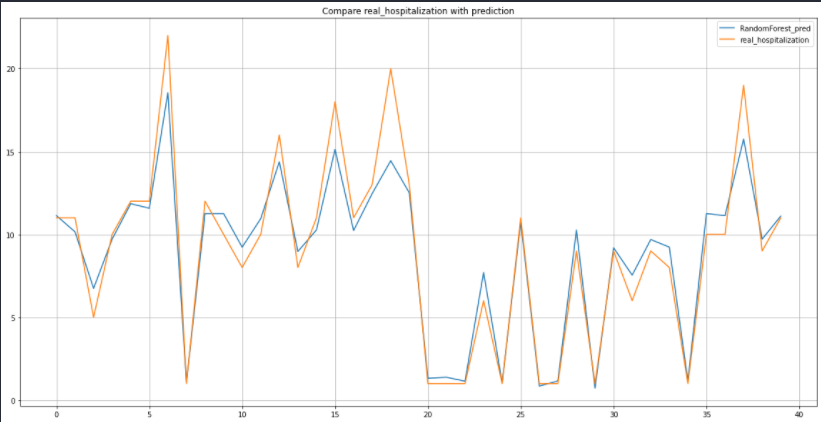 Compare real_hospitalization with prediction
RandomForest_pred
real_hospitalization
20
15
10
5
0
0 5 10 15 20 25 30 35 40